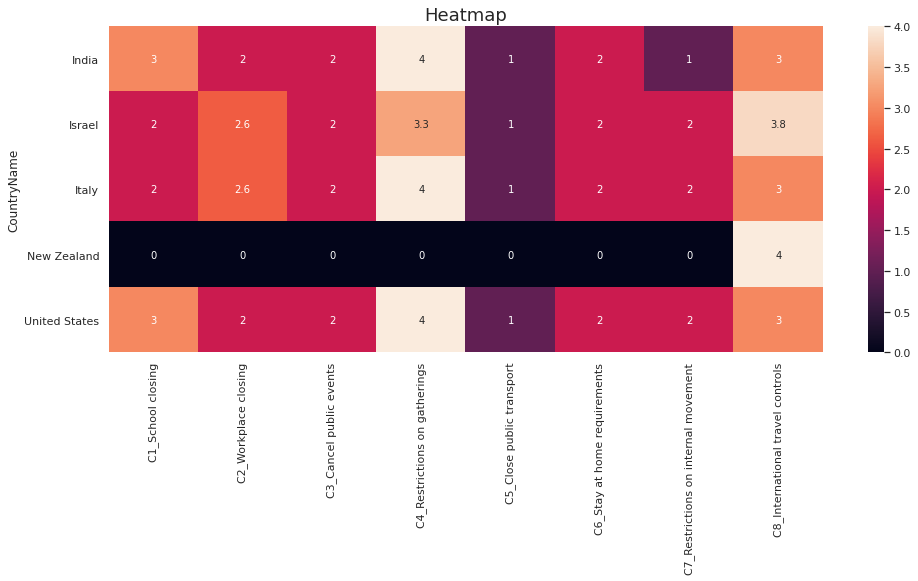 Heatmap
CountryName
India 3 2 2 4 1 2 1 3
Israel 2 2.6 2 3.3 1 2 2 3.8
Italy 2 2.6 2 4 1 2 2 3
New Zealand 0 0 0 0 0 0 0 4
United States 3 2 2 4 1 2 2 3
C1_School closing
C2_Workplace closing
C3_Cancel public events
C4_Restrictions on gatherings
C5_Close public transport
C6_Stay at home requirements
C7_Restrictions on internal movement
C8_International travel controls
4.0
3.5
3.0
2.5
2.0
1.5
1.0
0.5
0.0